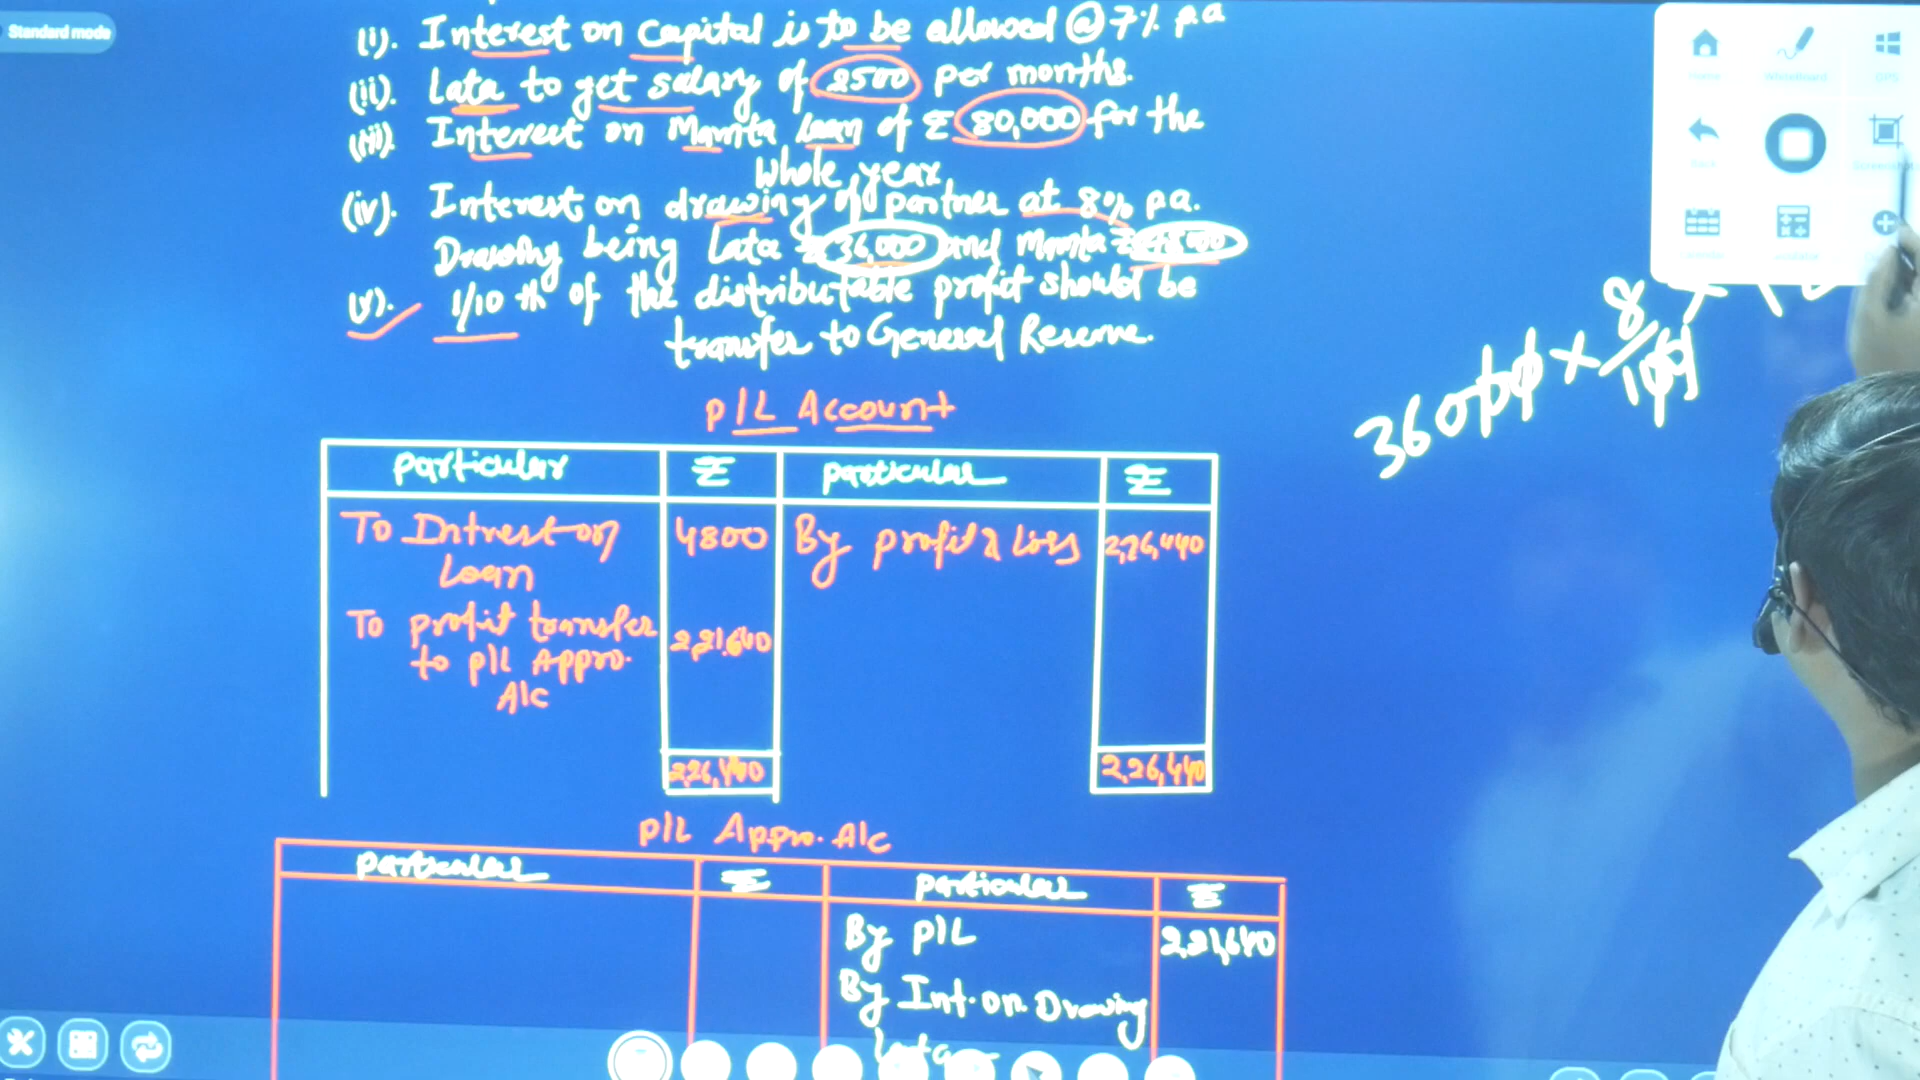 Standard mode
(i). Interest on capital is to be allowed @ 7% p.a
(ii). Lata to get salary of 2500 per months.
(iii) Interest on Mamta loan of ₹ 80,000 for the
whole year
(iv). Interest on drawing of partner at 8% p.a.
Drawing being Lata ₹ 36,000 and Mamta ₹
(v). 1/10 th of the distributable profit should be
transfer to General Reserve.
3600 0 × 8/100 ×
P/L Account
particular ₹ particular ₹
To Intrest on 4800 By profit & Loss 2,26,440
Loan
To profit transfer 2,21,640
to P/L Appro.
A/c
2,26,440 2,26,440
P/L Appro. A/c
particular ₹ particular ₹
By P/L 2,21,640
By Int. on Drawing